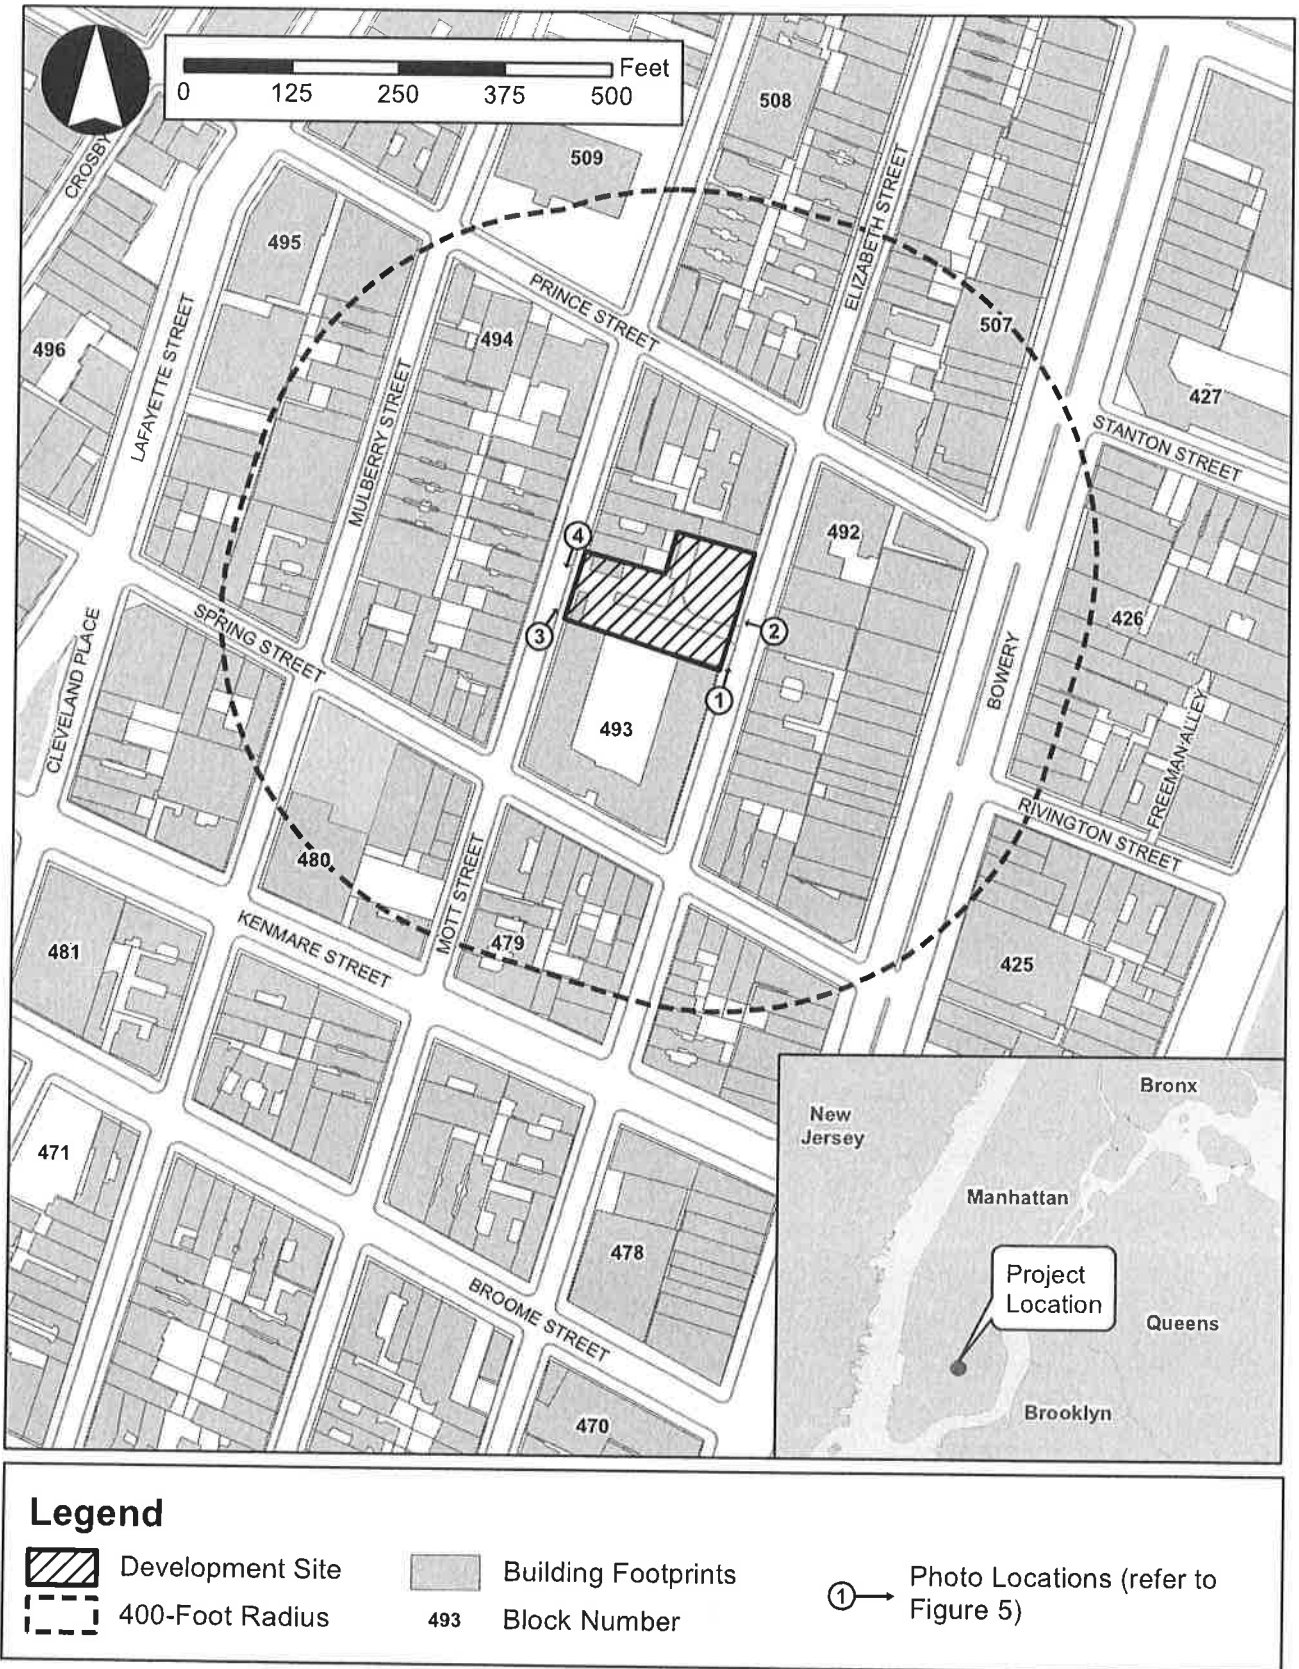 Feet
0 125 250 375 500
508
509
CROSBY
495
ELIZABETH STREET
PRINCE STREET
507
494
496
LAFAYETTE STREET
MULBERRY STREET
427
STANTON STREET
492
4
3
2
1
426
SPRING STREET
CLEVELAND PLACE
BOWERY
493
FREEMAN ALLEY
RIVINGTON STREET
480
MOTT STREET
479
KENMARE STREET
481
425
471
478
BROOME STREET
470
New
Jersey
Bronx
Manhattan
Project
Location
Queens
Brooklyn
Legend
Development Site
400-Foot Radius
Building Footprints
493 Block Number
1 Photo Locations (refer to
Figure 5)